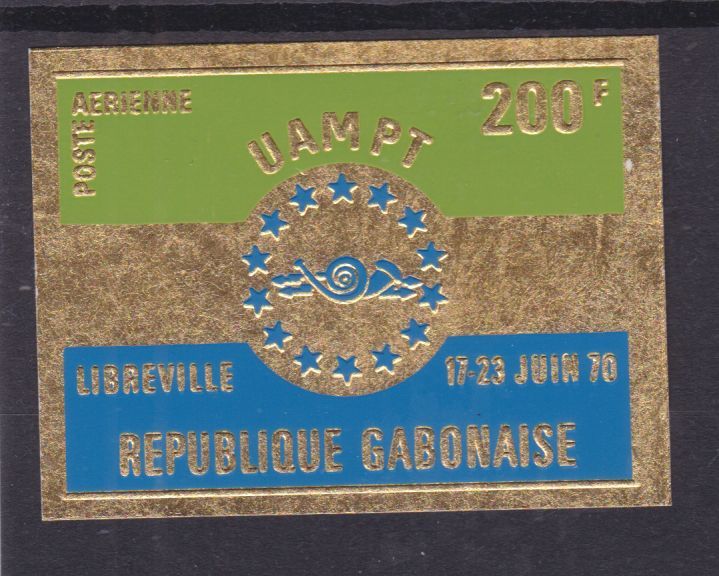 POSTE AERIENNE
200F
UAMPT
LIBREVILLE
17-23 JUIN 70
REPUBLIQUE GABONAISE